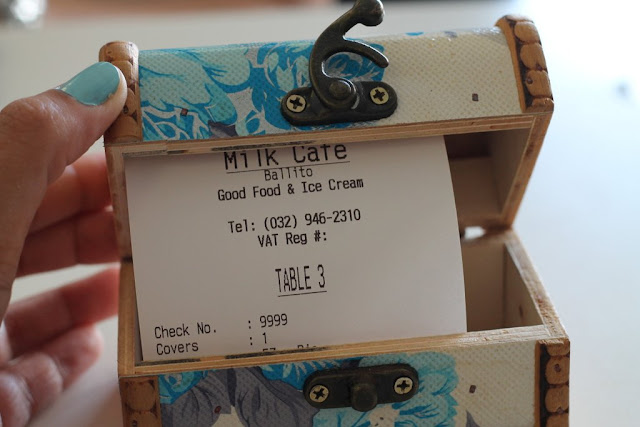 Milk Cafe
Ballito
Good Food & Ice Cream
Tel: (032) 946-2310
VAT Reg #:
TABLE 3
Check No. : 9999
Covers : 1